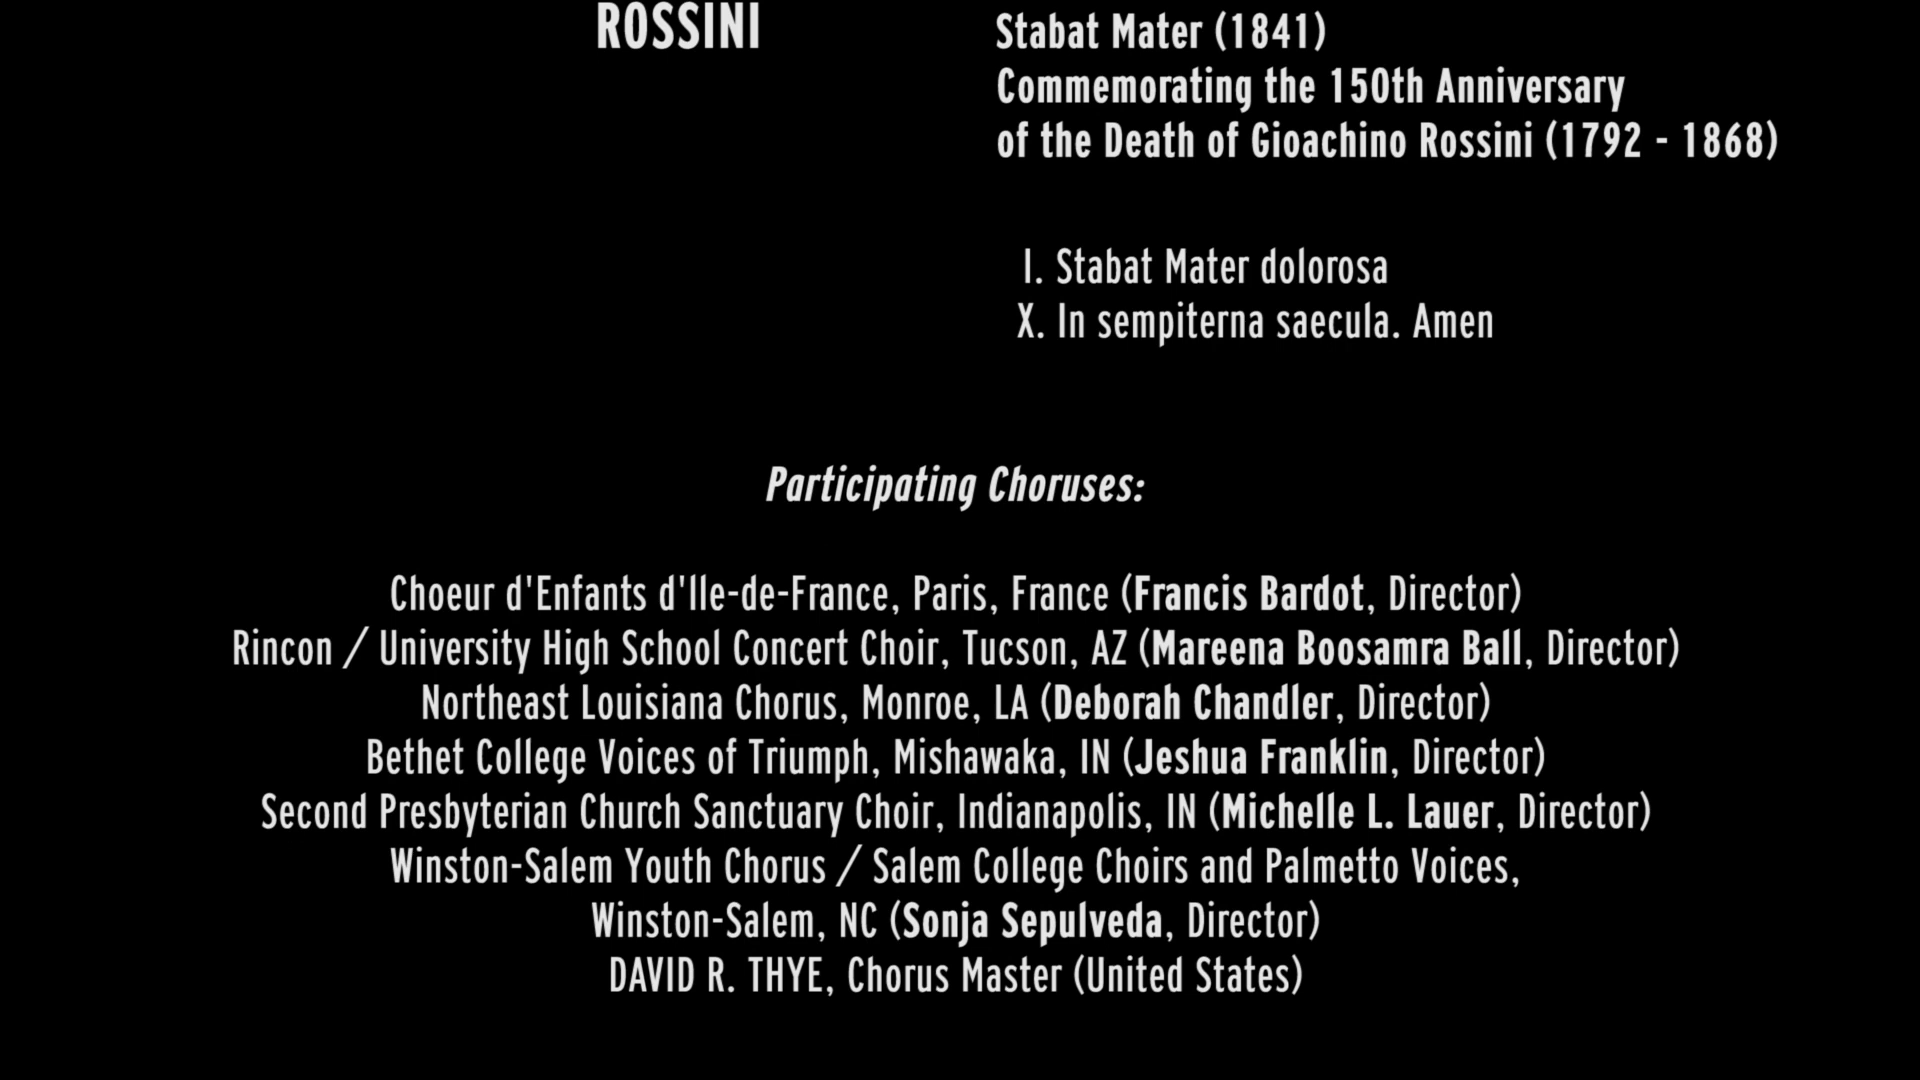 ROSSINI
Stabat Mater (1841)
Commemorating the 150th Anniversary
of the Death of Gioachino Rossini (1792 - 1868)
I. Stabat Mater dolorosa
X. In sempiterna saecula. Amen
Participating Choruses:
Choeur d'Enfants d'Ile-de-France, Paris, France (Francis Bardot, Director)
Rincon / University High School Concert Choir, Tucson, AZ (Mareena Boosamra Ball, Director)
Northeast Louisiana Chorus, Monroe, LA (Deborah Chandler, Director)
Bethet College Voices of Triumph, Mishawaka, IN (Jeshua Franklin, Director)
Second Presbyterian Church Sanctuary Choir, Indianapolis, IN (Michelle L. Lauer, Director)
Winston-Salem Youth Chorus / Salem College Choirs and Palmetto Voices,
Winston-Salem, NC (Sonja Sepulveda, Director)
DAVID R. THYE, Chorus Master (United States)